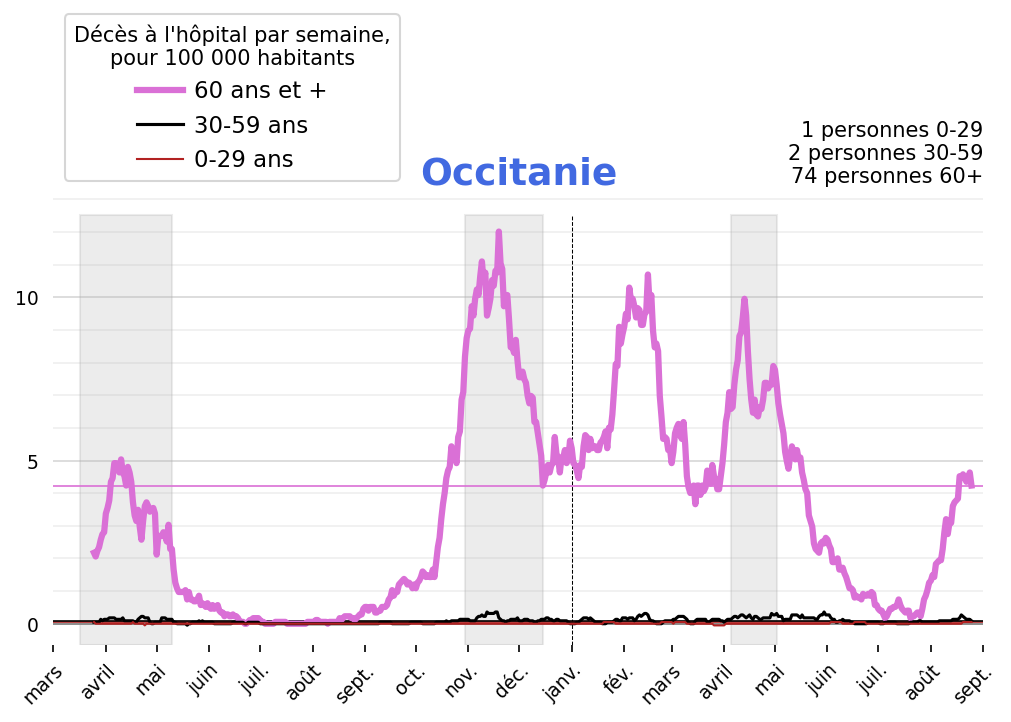 Décès à l'hôpital par semaine,
pour 100 000 habitants
60 ans et +
30-59 ans
0-29 ans
Occitanie
1 personnes 0-29
2 personnes 30-59
74 personnes 60+
10
5
0
mars avril mai juin juil. août sept. oct. nov. déc. janv. fév. mars avril mai juin juil. août sept.